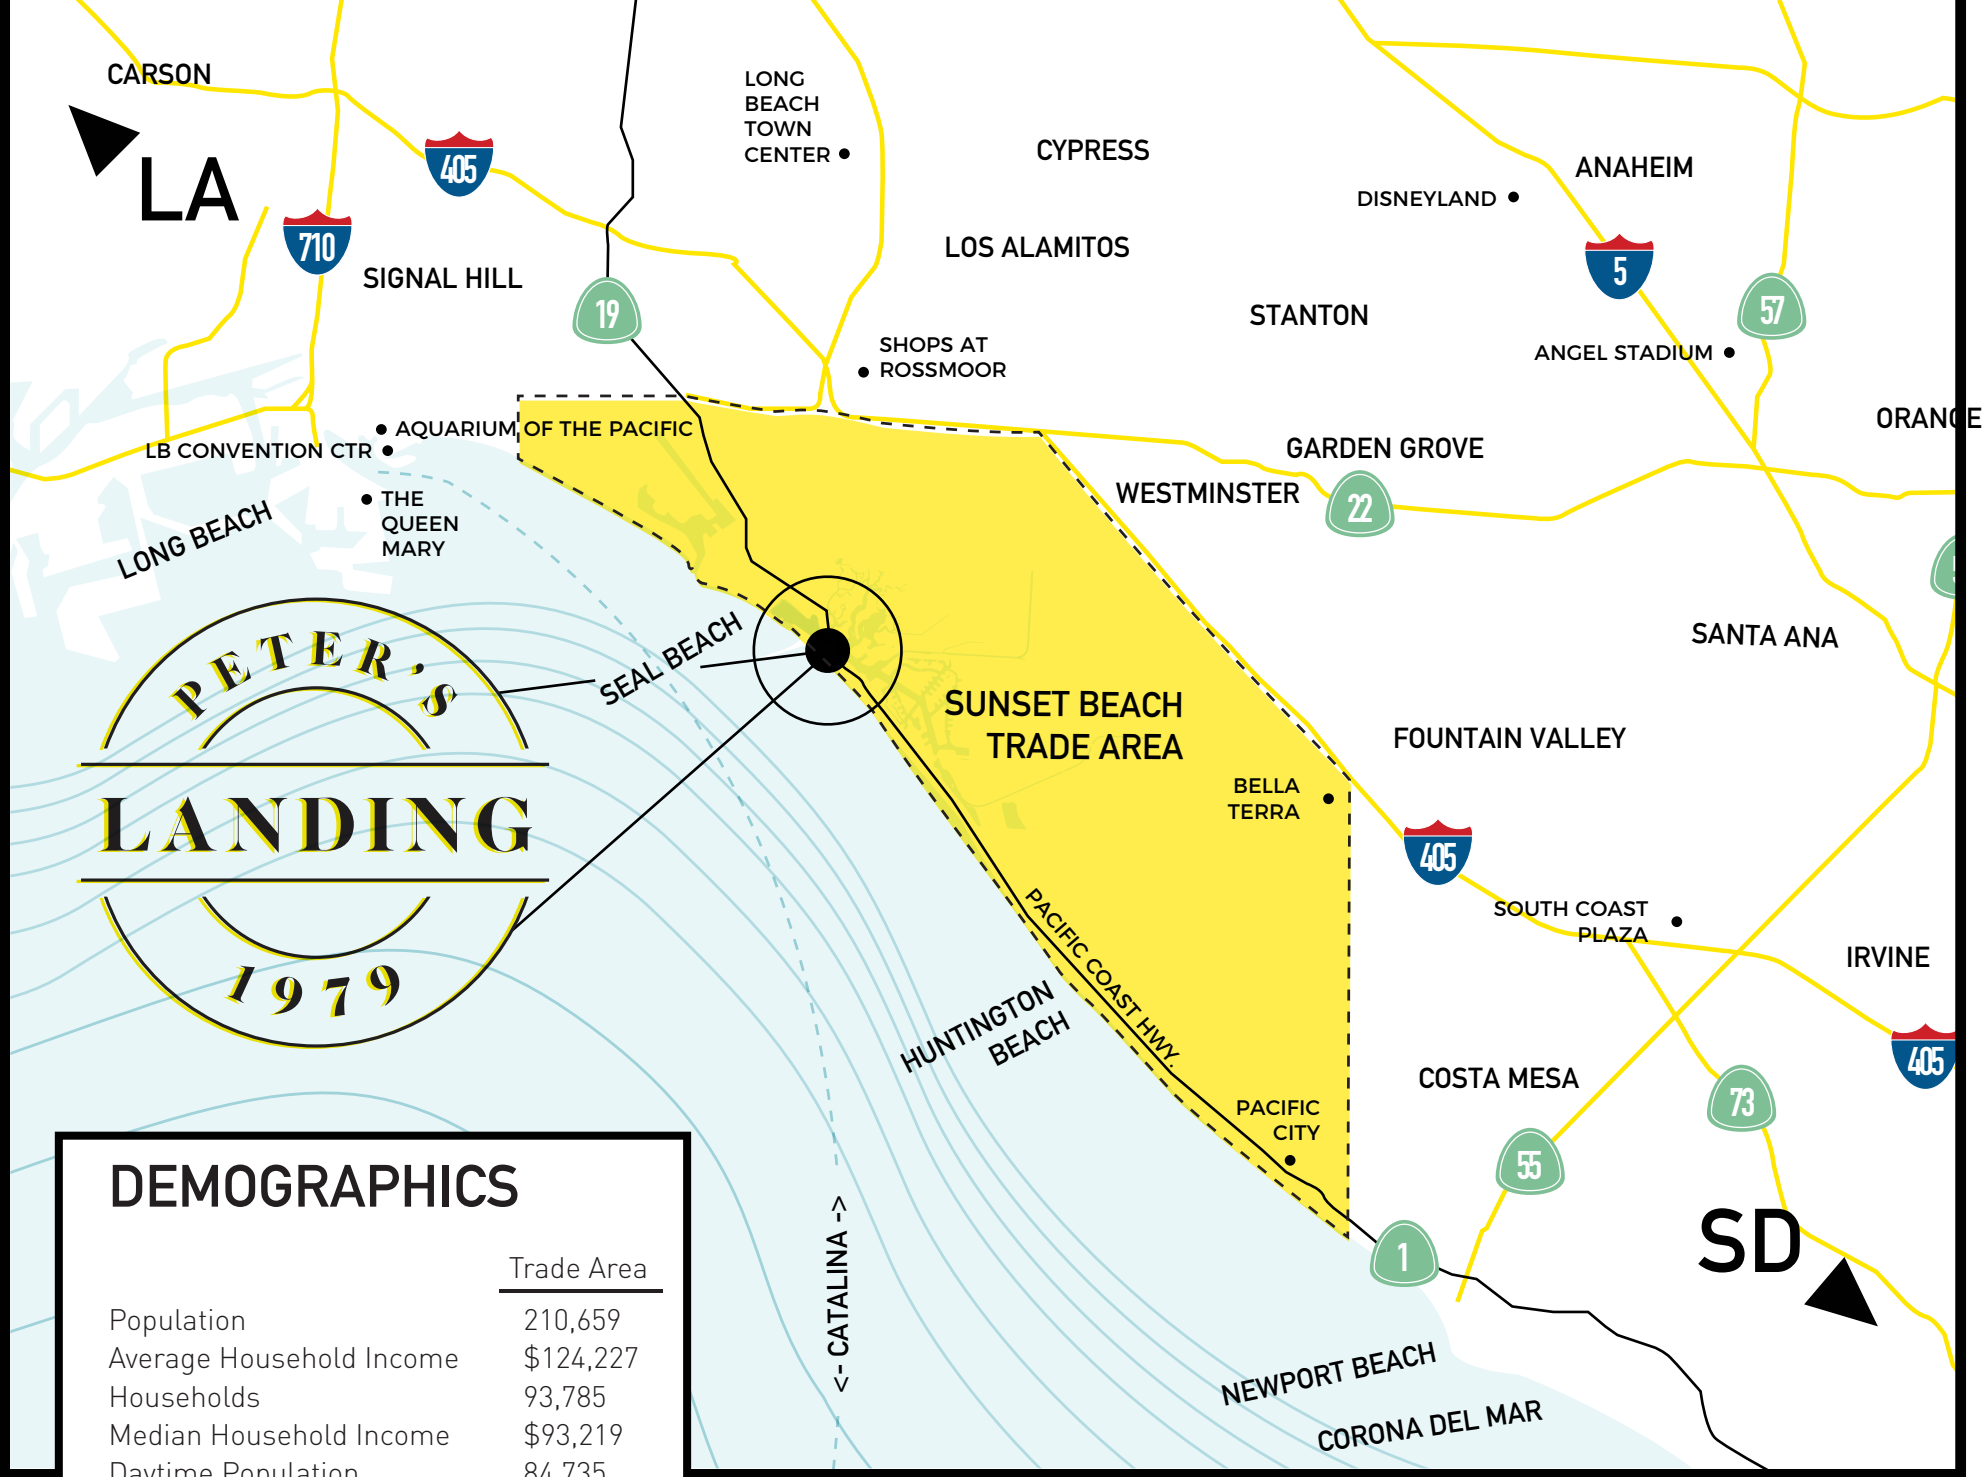 CARSON
LA
405
710
SIGNAL HILL
19
LONG
BEACH
TOWN
CENTER
CYPRESS
LOS ALAMITOS
STANTON
DISNEYLAND
ANAHEIM
5
57
ANGEL STADIUM
ORANGE
SHOPS AT
ROSSMOOR
AQUARIUM OF THE PACIFIC
LB CONVENTION CTR
THE
QUEEN
MARY
LONG BEACH
GARDEN GROVE
WESTMINSTER
22
SANTA ANA
SEAL BEACH
PETER'S
LANDING
1979
SUNSET BEACH
TRADE AREA
FOUNTAIN VALLEY
BELLA
TERRA
405
SOUTH COAST
PLAZA
IRVINE
405
PACIFIC COAST HWY.
HUNTINGTON
BEACH
COSTA MESA
73
55
PACIFIC
CITY
SD
1
<- CATALINA ->
NEWPORT BEACH
CORONA DEL MAR
DEMOGRAPHICS
Trade Area
Population 210,659
Average Household Income $124,227
Households 93,785
Median Household Income $93,219
Daytime Population 84,735